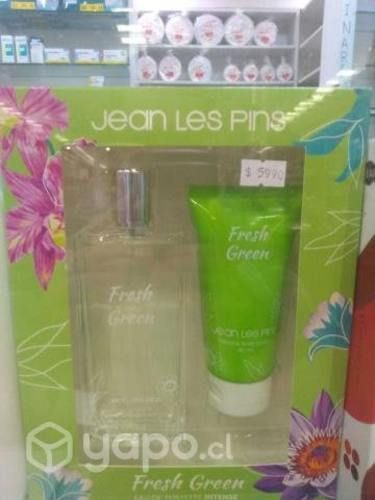 JEAN LES PINS
$ 5990
Fresh
Green
Fresh
Green
JEAN LES PINS
yapo.cl
Fresh Green
EAU DE TOILETTE INTENSE